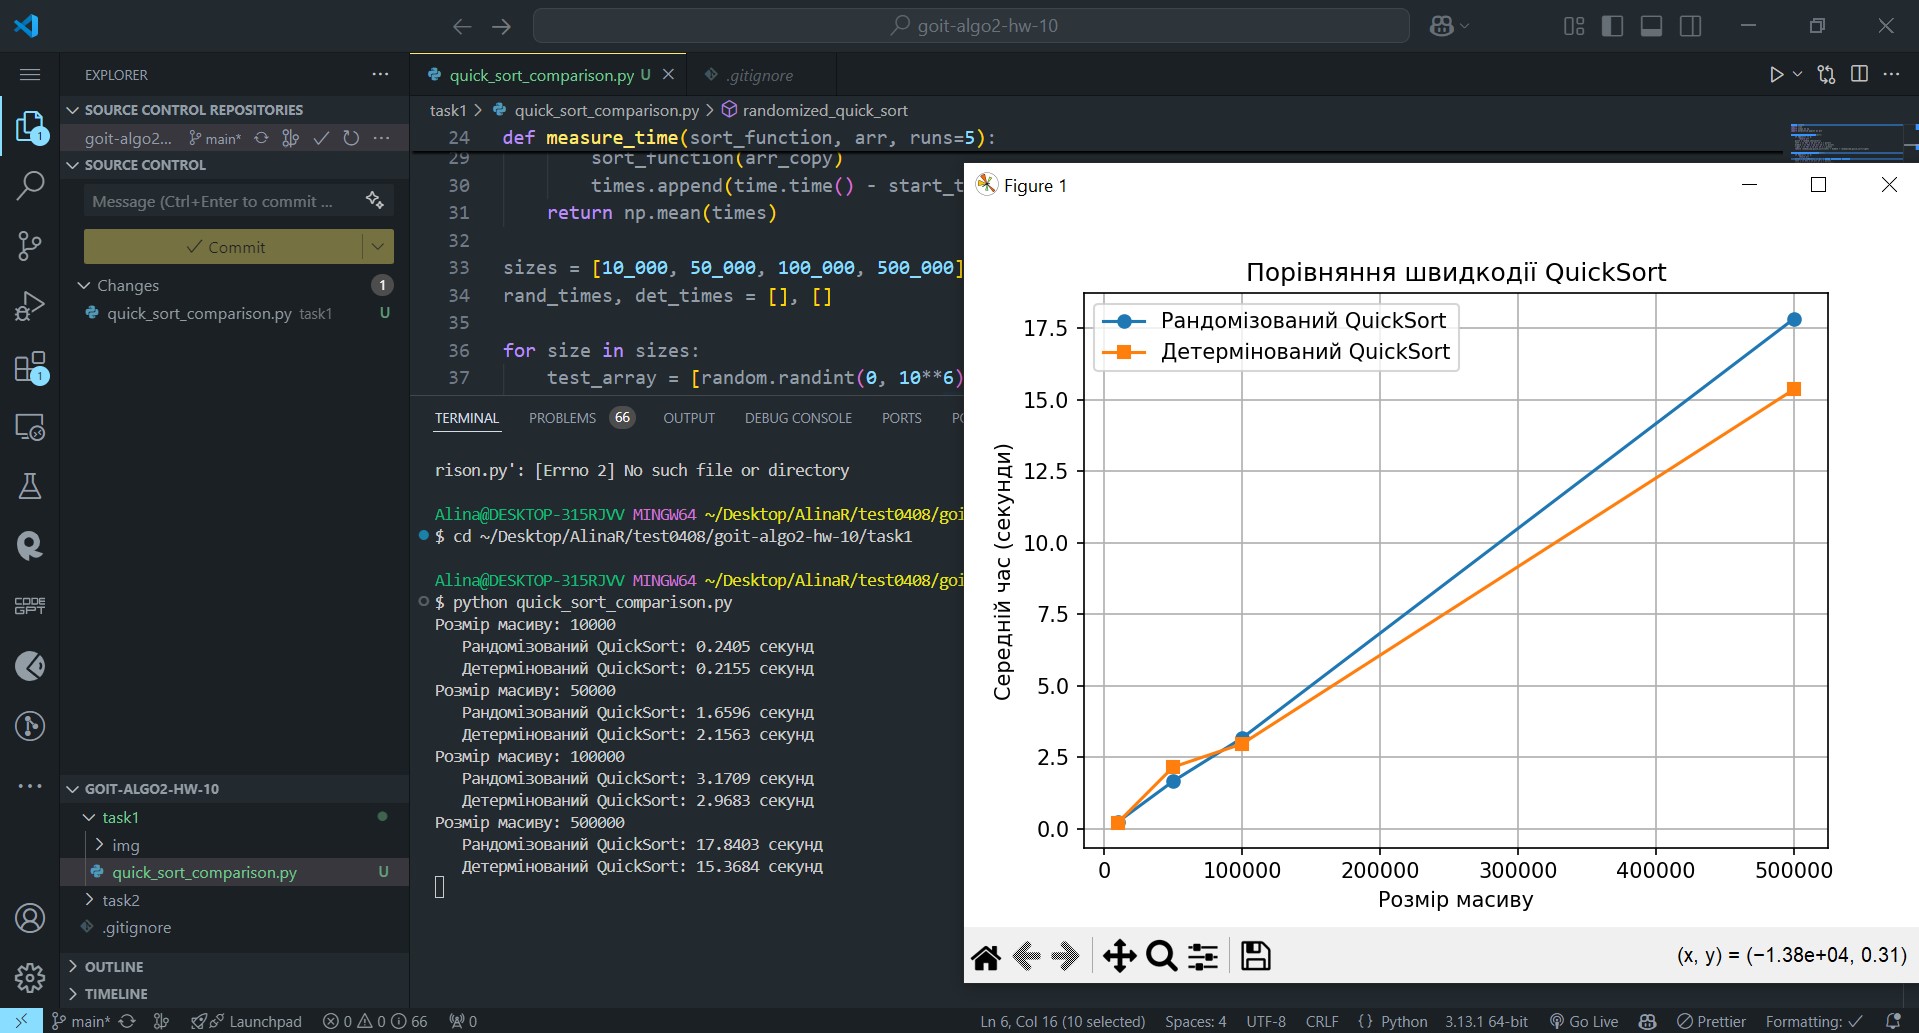 goit-algo2-hw-10
EXPLORER
SOURCE CONTROL REPOSITORIES
goit-algo2... main*
SOURCE CONTROL
Message (Ctrl+Enter to commit ...
Commit
Changes 1
quick_sort_comparison.py task1 U
GOIT-ALGO2-HW-10
task1
img
quick_sort_comparison.py U
task2
.gitignore
OUTLINE
TIMELINE
1
1
CODE
GPT
quick_sort_comparison.py U
.gitignore
task1 > quick_sort_comparison.py > randomized_quick_sort
24 def measure_time(sort_function, arr, runs=5):
29 sort_function(arr_copy)
30 times.append(time.time() - start_t
31 return np.mean(times)
32
33 sizes = [10_000, 50_000, 100_000, 500_000]
34 rand_times, det_times = [], []
35
36 for size in sizes:
37 test_array = [random.randint(0, 10**6)
TERMINAL PROBLEMS 66 OUTPUT DEBUG CONSOLE PORTS
rison.py': [Errno 2] No such file or directory
Alina@DESKTOP-315RJVV MINGW64 ~/Desktop/AlinaR/test0408/goi
$ cd ~/Desktop/AlinaR/test0408/goit-algo2-hw-10/task1
Alina@DESKTOP-315RJVV MINGW64 ~/Desktop/AlinaR/test0408/goi
$ python quick_sort_comparison.py
Розмір масиву: 10000
Рандомізований QuickSort: 0.2405 секунд
Детермінований QuickSort: 0.2155 секунд
Розмір масиву: 50000
Рандомізований QuickSort: 1.6596 секунд
Детермінований QuickSort: 2.1563 секунд
Розмір масиву: 100000
Рандомізований QuickSort: 3.1709 секунд
Детермінований QuickSort: 2.9683 секунд
Розмір масиву: 500000
Рандомізований QuickSort: 17.8403 секунд
Детермінований QuickSort: 15.3684 секунд
Figure 1
Порівняння швидкодії QuickSort
Рандомізований QuickSort
Детермінований QuickSort
17.5
15.0
12.5
10.0
7.5
5.0
2.5
0.0
Середній час (секунди)
0 100000 200000 300000 400000 500000
Розмір масиву
(x, y) = (−1.38e+04, 0.31)
main* Launchpad 0 0 66 0 Ln 6, Col 16 (10 selected) Spaces: 4 UTF-8 CRLF {} Python 3.13.1 64-bit Go Live Prettier Formatting: